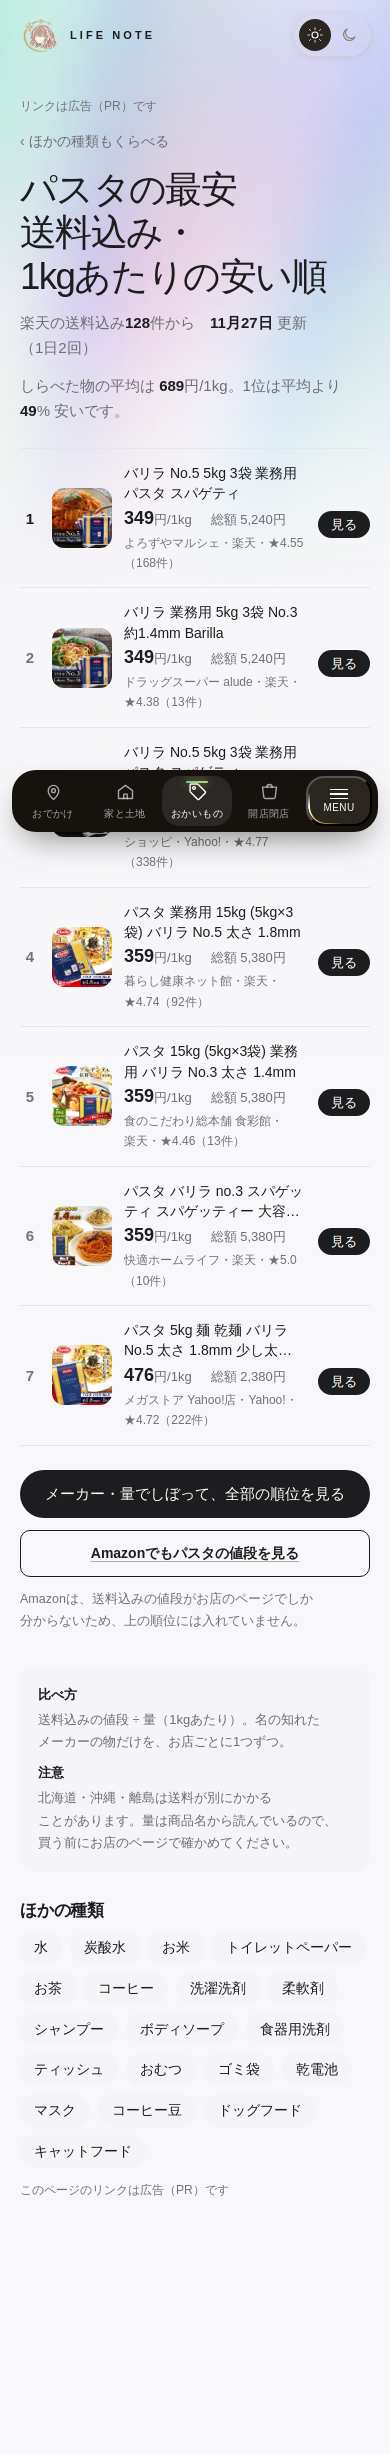 LIFE NOTE
リンクは広告（PR）です
‹ ほかの種類もくらべる
パスタの最安
送料込み・
1kgあたりの安い順
楽天の送料込み128件から　11月27日 更新
（1日2回）
しらべた物の平均は 689円/1kg。1位は平均より
49% 安いです。
1
バリラ No.5 5kg 3袋 業務用
パスタ スパゲティ
349円/1kg 総額 5,240円
よろずやマルシェ・楽天・★4.55
（168件）
見る
2
バリラ 業務用 5kg 3袋 No.3
約1.4mm Barilla
349円/1kg 総額 5,240円
ドラッグスーパー alude・楽天・
★4.38（13件）
見る
バリラ No.5 5kg 3袋 業務用
おでかけ
家と土地
おかいもの
開店閉店
MENU
ショッピ・Yahoo!・★4.77
（338件）
4
パスタ 業務用 15kg (5kg×3
袋) バリラ No.5 太さ 1.8mm
359円/1kg 総額 5,380円
暮らし健康ネット館・楽天・
★4.74（92件）
見る
5
パスタ 15kg (5kg×3袋) 業務
用 バリラ No.3 太さ 1.4mm
359円/1kg 総額 5,380円
食のこだわり総本舗 食彩館・
楽天・★4.46（13件）
見る
6
パスタ バリラ no.3 スパゲッ
ティ スパゲッティー 大容…
359円/1kg 総額 5,380円
快適ホームライフ・楽天・★5.0
（10件）
見る
7
パスタ 5kg 麺 乾麺 バリラ
No.5 太さ 1.8mm 少し太…
476円/1kg 総額 2,380円
メガストア Yahoo!店・Yahoo!・
★4.72（222件）
見る
メーカー・量でしぼって、全部の順位を見る
Amazonでもパスタの値段を見る
Amazonは、送料込みの値段がお店のページでしか
分からないため、上の順位には入れていません。
比べ方
送料込みの値段 ÷ 量（1kgあたり）。名の知れた
メーカーの物だけを、お店ごとに1つずつ。
注意
北海道・沖縄・離島は送料が別にかかる
ことがあります。量は商品名から読んでいるので、
買う前にお店のページで確かめてください。
ほかの種類
水 炭酸水 お米 トイレットペーパー
お茶 コーヒー 洗濯洗剤 柔軟剤
シャンプー ボディソープ 食器用洗剤
ティッシュ おむつ ゴミ袋 乾電池
マスク コーヒー豆 ドッグフード
キャットフード
このページのリンクは広告（PR）です